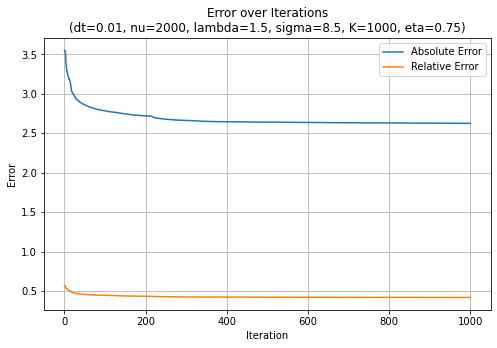 Error over Iterations
(dt=0.01, nu=2000, lambda=1.5, sigma=8.5, K=1000, eta=0.75)
Absolute Error
Relative Error
3.5
3.0
2.5
2.0
1.5
1.0
0.5
Error
0 200 400 600 800 1000
Iteration